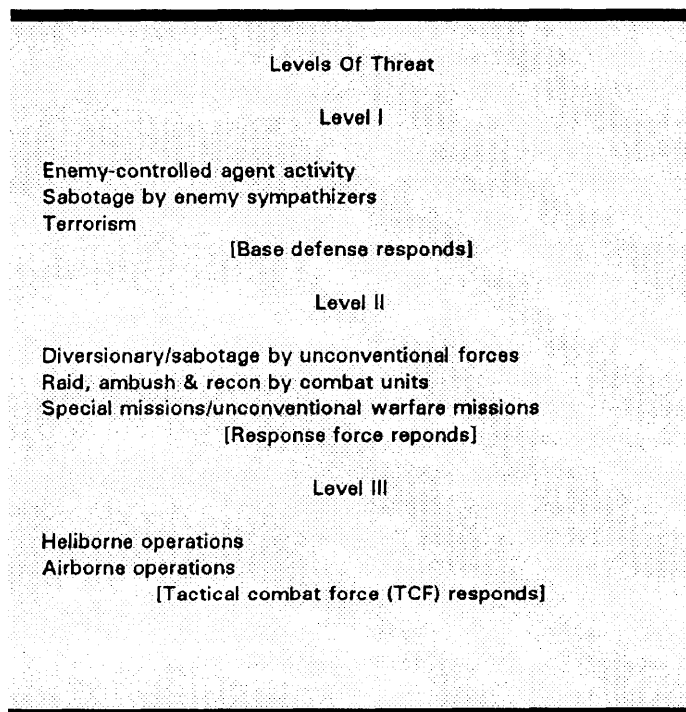 Levels Of Threat
Level I
Enemy-controlled agent activity
Sabotage by enemy sympathizers
Terrorism
[Base defense responds]
Level II
Diversionary/sabotage by unconventional forces
Raid, ambush & recon by combat units
Special missions/unconventional warfare missions
[Response force reponds]
Level III
Heliborne operations
Airborne operations
[Tactical combat force (TCF) responds]